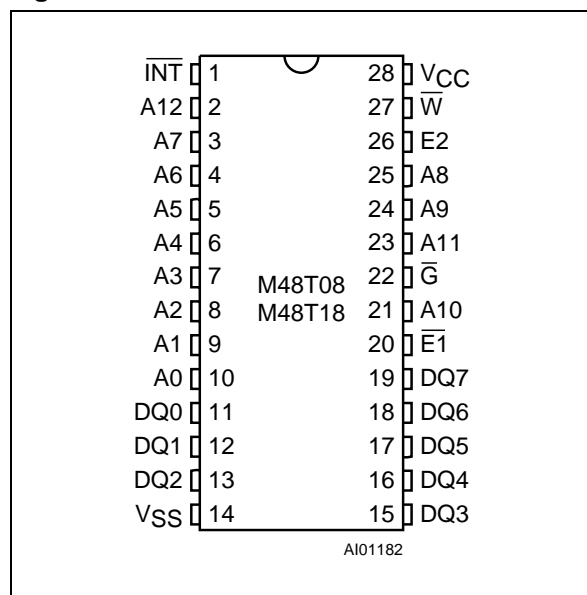 INT 1 28 VCC
A12 2 27 W
A7 3 26 E2
A6 4 25 A8
A5 5 24 A9
A4 6 23 A11
A3 7 22 G
A2 8 21 A10
A1 9 20 E1
A0 10 19 DQ7
DQ0 11 18 DQ6
DQ1 12 17 DQ5
DQ2 13 16 DQ4
VSS 14 15 DQ3
M48T08
M48T18
AI01182